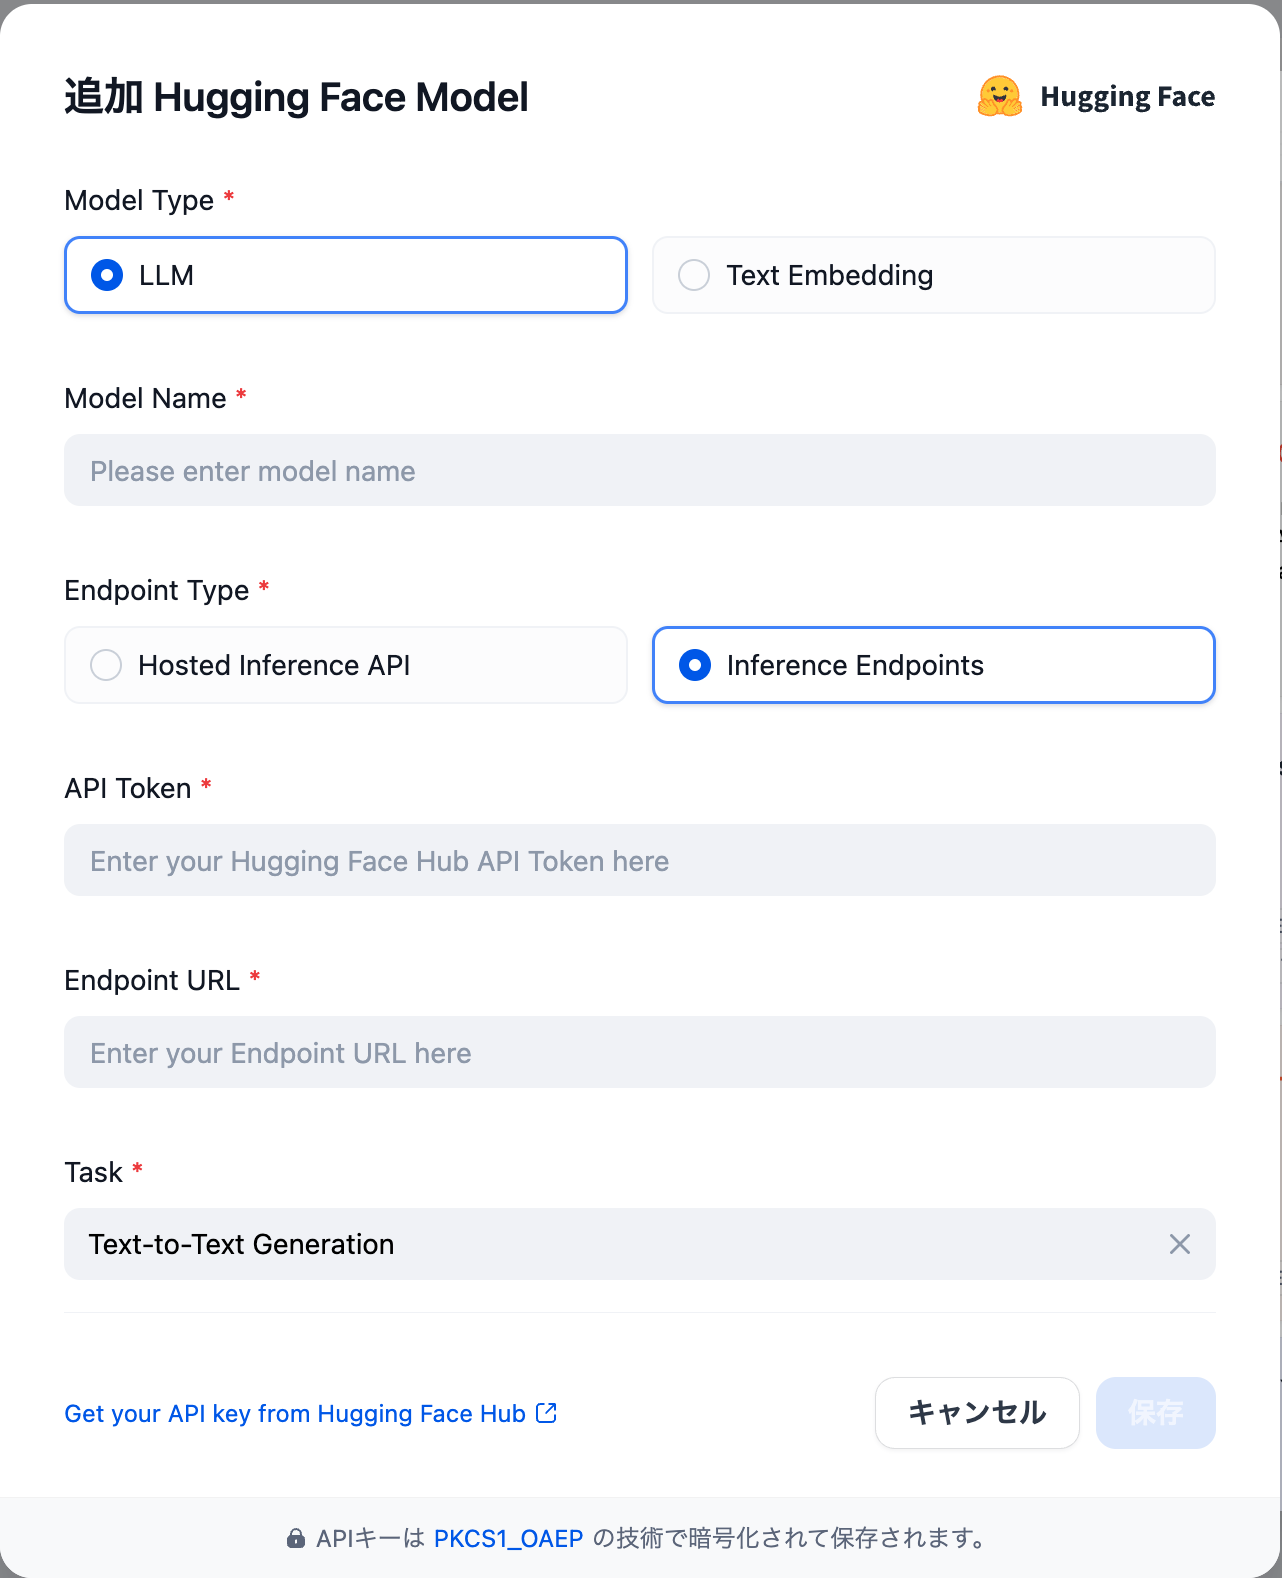 追加 Hugging Face Model
Hugging Face
Model Type *
LLM
Text Embedding
Model Name *
Please enter model name
Endpoint Type *
Hosted Inference API
Inference Endpoints
API Token *
Enter your Hugging Face Hub API Token here
Endpoint URL *
Enter your Endpoint URL here
Task *
Text-to-Text Generation
Get your API key from Hugging Face Hub
キャンセル
保存
APIキーは PKCS1_OAEP の技術で暗号化されて保存されます。